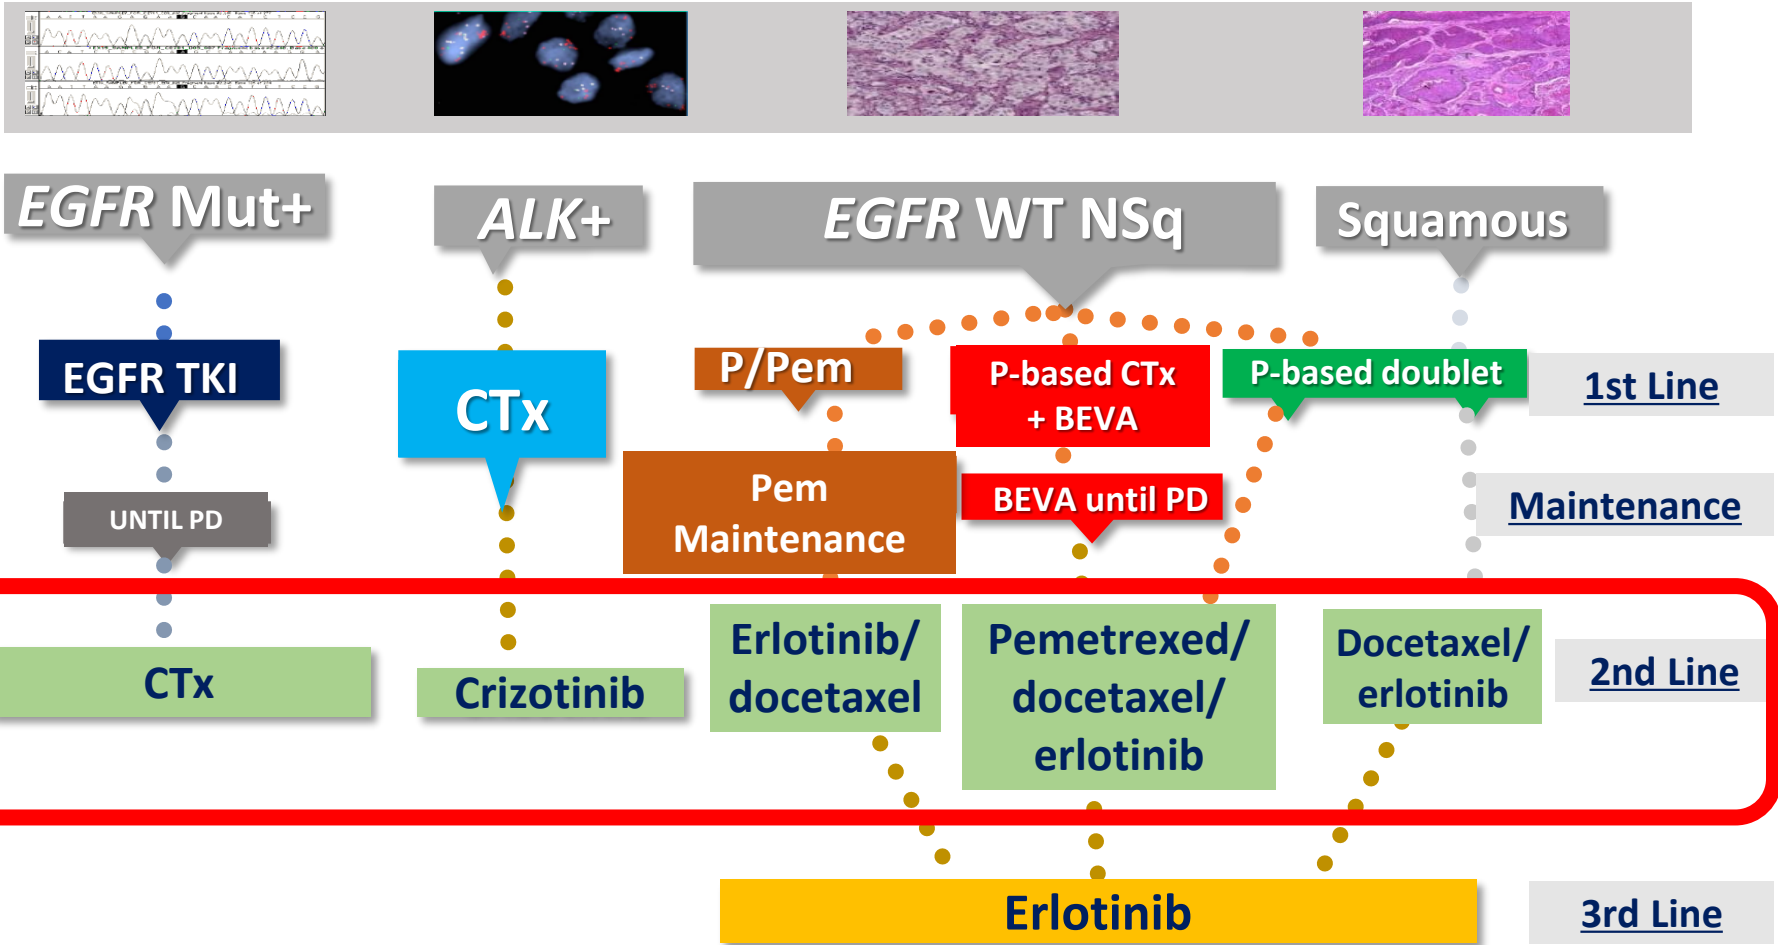 EGFR Mut+
ALK+
EGFR WT NSq
Squamous
EGFR TKI
CTx
P/Pem
P-based CTx
+ BEVA
P-based doublet
1st Line
UNTIL PD
Pem
Maintenance
BEVA until PD
Maintenance
CTx
Crizotinib
Erlotinib/
docetaxel
Pemetrexed/
docetaxel/
erlotinib
Docetaxel/
erlotinib
2nd Line
Erlotinib
3rd Line